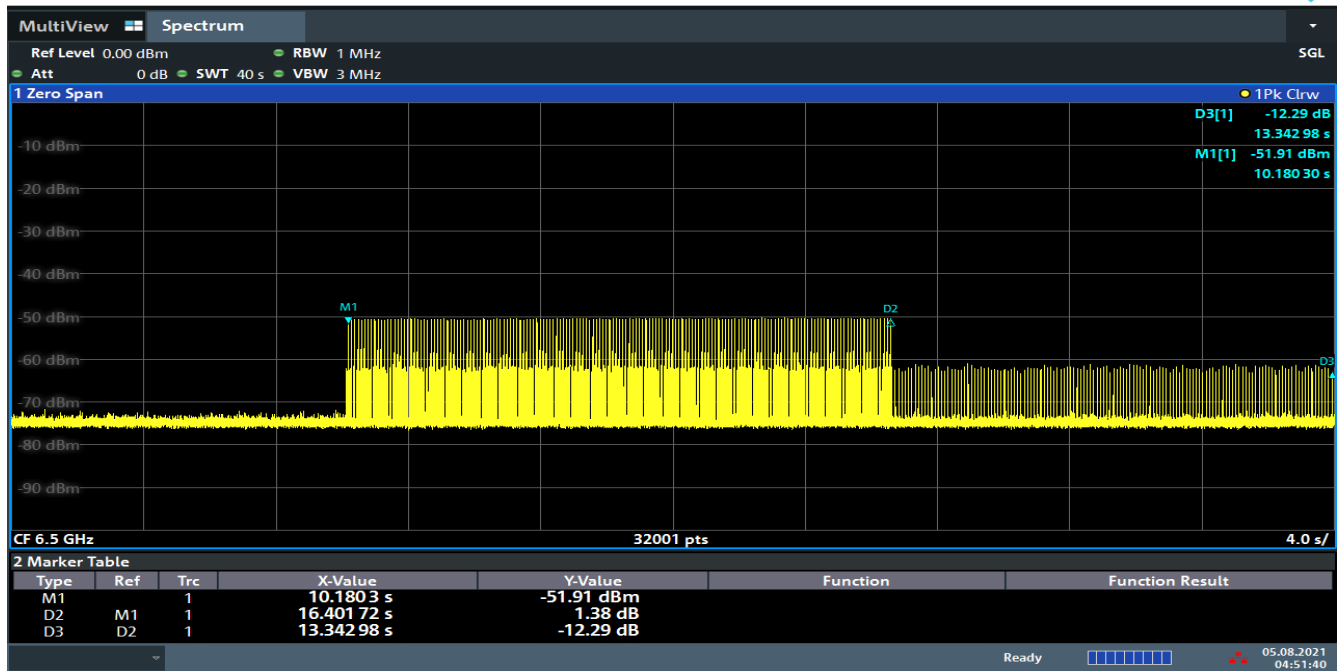 MultiView Spectrum
Ref Level 0.00 dBm RBW 1 MHz SGL
Att 0 dB SWT 40 s VBW 3 MHz
1 Zero Span 1Pk Clrw
D3[1] -12.29 dB
13.342 98 s
M1[1] -51.91 dBm
10.180 30 s
-10 dBm
-20 dBm
-30 dBm
-40 dBm
M1 D2
-50 dBm
-60 dBm
D3
-70 dBm
-80 dBm
-90 dBm
CF 6.5 GHz 32001 pts 4.0 s/
2 Marker Table
Type Ref Trc X-Value Y-Value Function Function Result
M1 1 10.180 3 s -51.91 dBm
D2 M1 1 16.401 72 s 1.38 dB
D3 D2 1 13.342 98 s -12.29 dB
Ready 05.08.2021
04:51:40